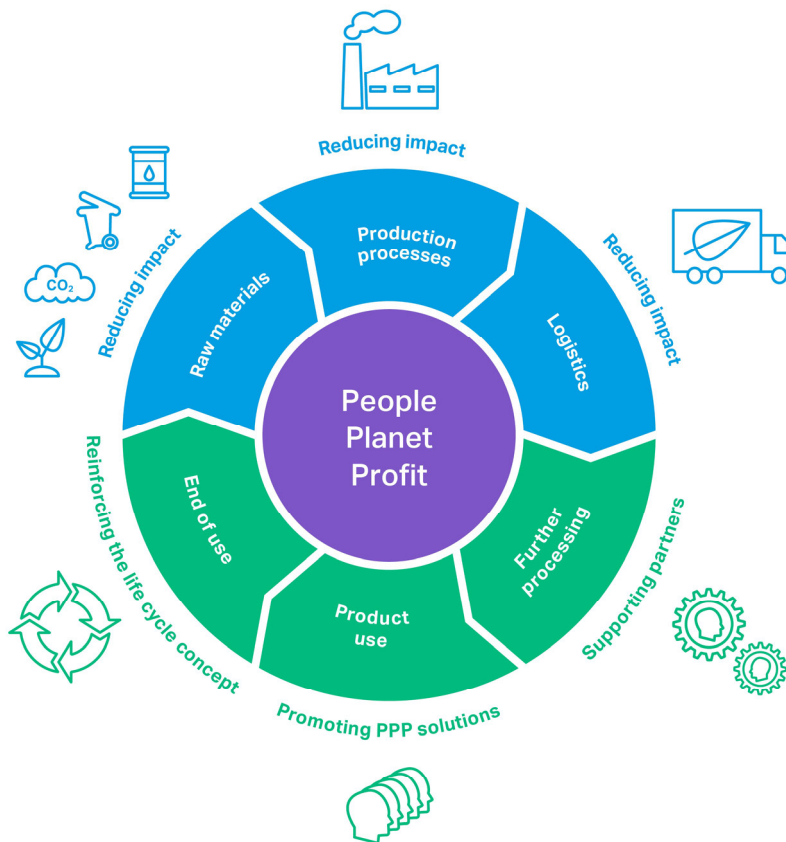 Reducing impact
Production
processes
Reducing impact
Logistics
Supporting partners
Further
processing
Promoting PPP solutions
Product
use
Reinforcing the life cycle concept
End of use
Reducing impact
Raw materials
CO₂
People
Planet
Profit